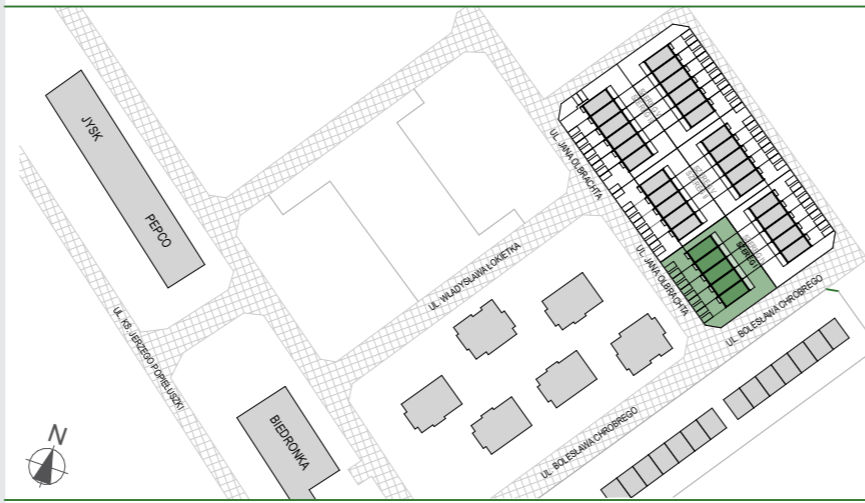 JYSK
PEPCO
BIEDRONKA
UL. KS. JERZEGO POPIEŁUSZKI
UL. WŁADYSŁAWA ŁOKIETKA
UL. JANA OLBRACHTA
UL. JANA OLBRACHTA
SZEREG I
UL. BOLESŁAWA CHROBREGO
UL. BOLESŁAWA CHROBREGO
N